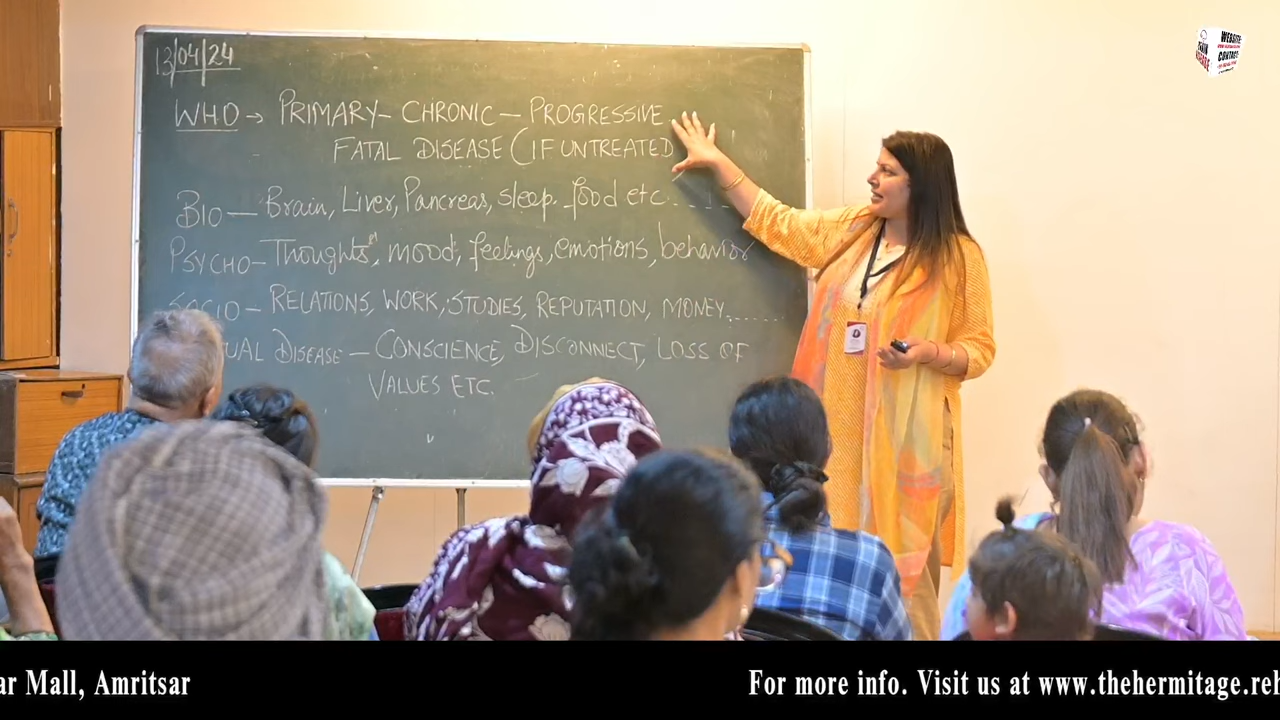 13/04/24
WHO → PRIMARY - CHRONIC - PROGRESSIVE
FATAL DISEASE (IF UNTREATED
BIO - Brain, Liver, Pancreas, sleep. food etc.....
PSYCHO - Thoughts, mood, feelings, emotions, behavior
SOCIO - RELATIONS, WORK, STUDIES, REPUTATION, MONEY.......
UAL DISEASE - CONSCIENCE, DISCONNECT, LOSS OF
VALUES ETC.
WEBSITE
CONTACT
ar Mall, Amritsar For more info. Visit us at www.thehermitage.reh